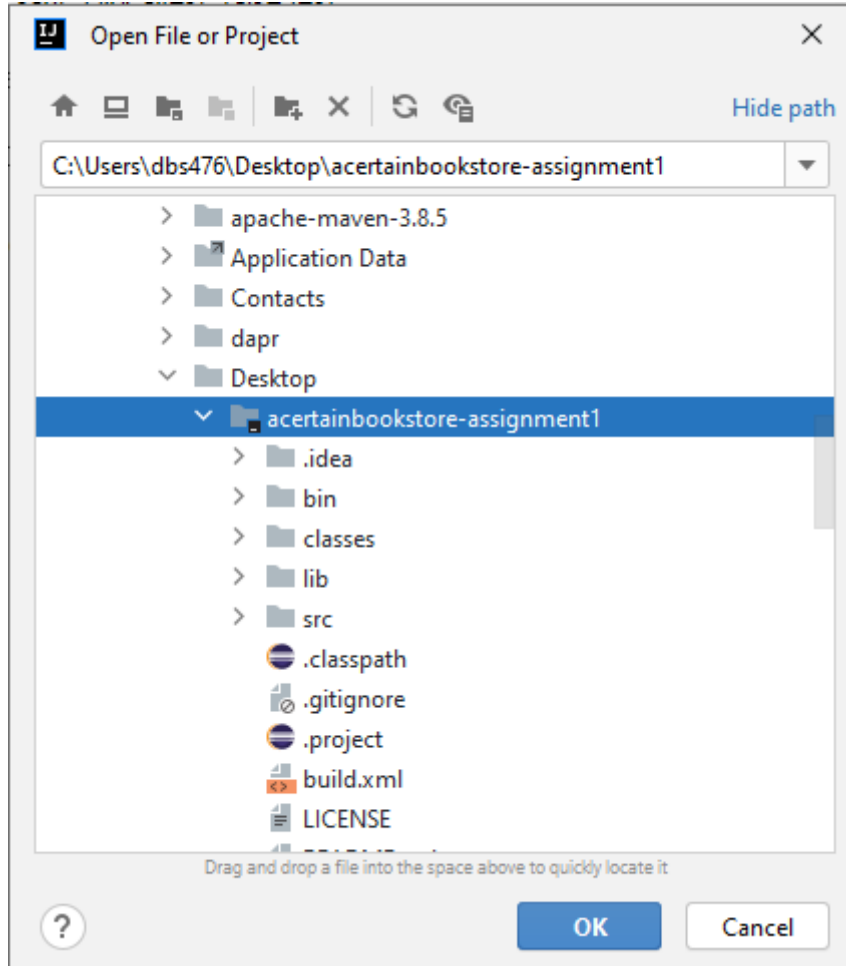 IJ
Open File or Project
Hide path
C:\Users\dbs476\Desktop\acertainbookstore-assignment1
apache-maven-3.8.5
Application Data
Contacts
dapr
Desktop
acertainbookstore-assignment1
.idea
bin
classes
lib
src
.classpath
.gitignore
.project
build.xml
LICENSE
Drag and drop a file into the space above to quickly locate it
?
OK
Cancel